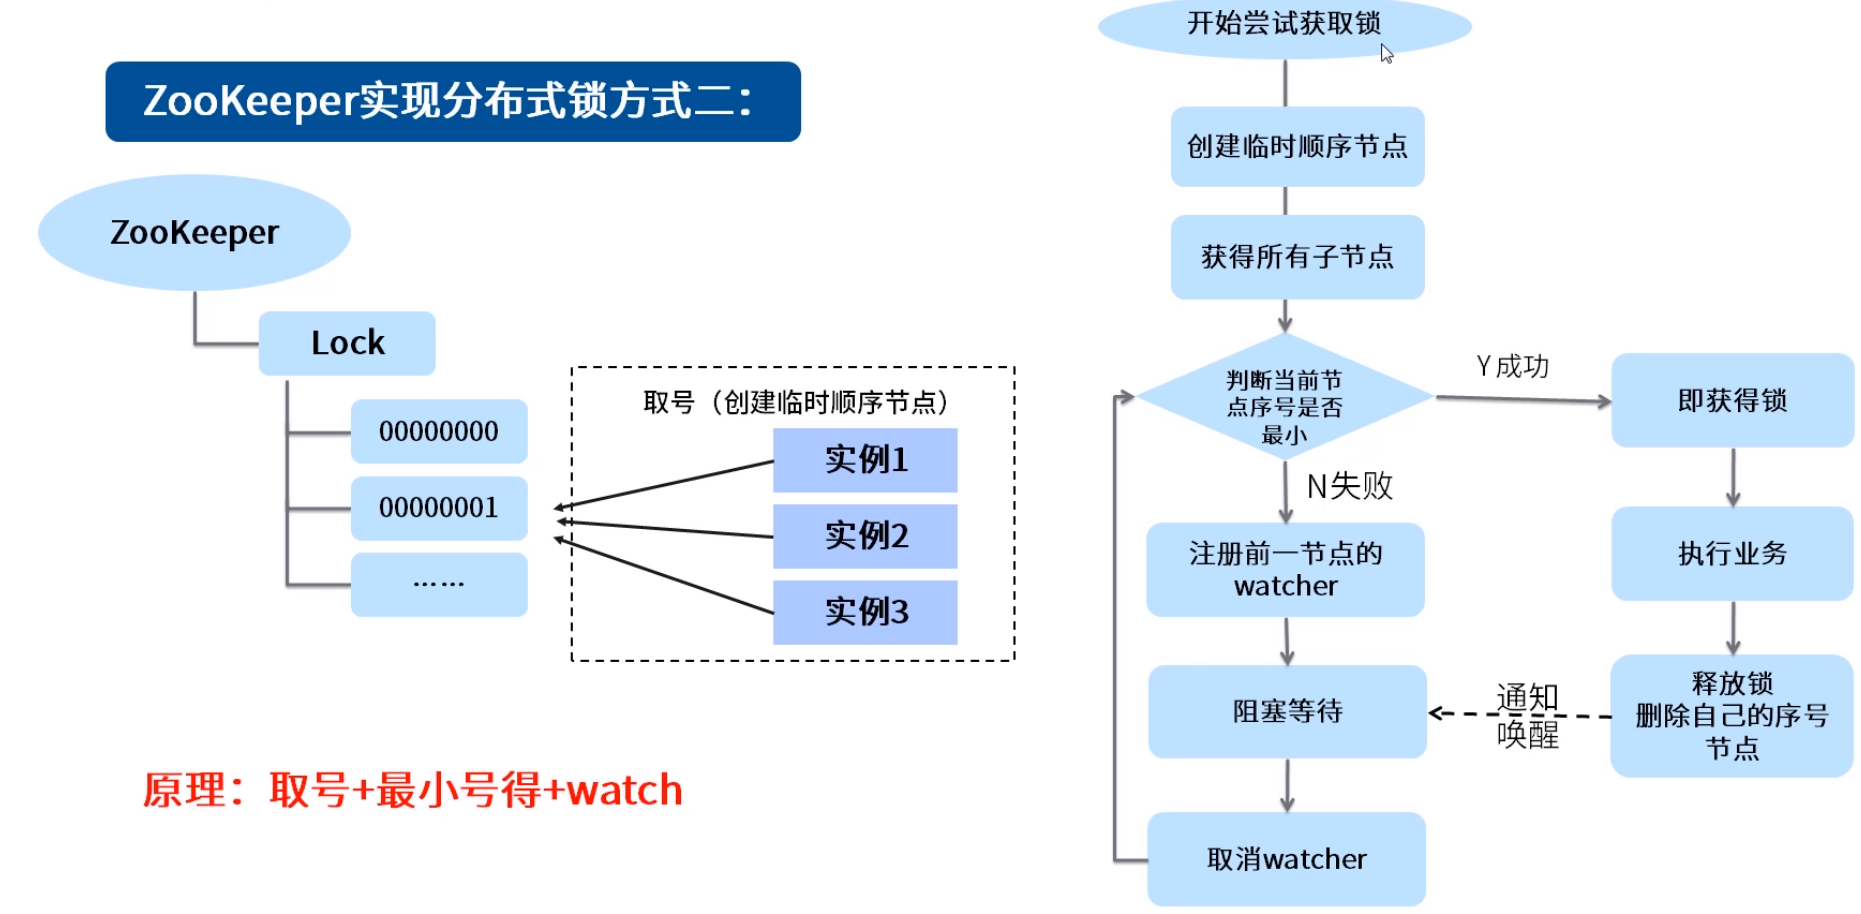 ZooKeeper实现分布式锁方式二：
ZooKeeper
Lock
00000000
00000001
……
取号（创建临时顺序节点）
实例1
实例2
实例3
原理：取号+最小号得+watch
开始尝试获取锁
创建临时顺序节点
获得所有子节点
判断当前节
点序号是否
最小
Y 成功
即获得锁
N失败
注册前一节点的
watcher
执行业务
阻塞等待
通知
唤醒
释放锁
删除自己的序号
节点
取消watcher